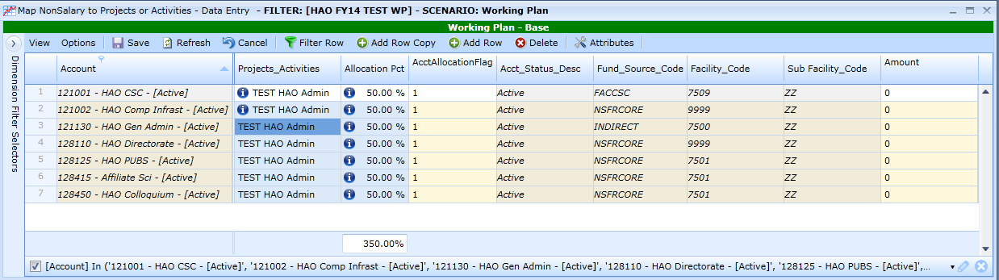 Map NonSalary to Projects or Activities - Data Entry - FILTER: [HAO FY14 TEST WP] - SCENARIO: Working Plan
Working Plan - Base
View Options Save Refresh Cancel Filter Row Add Row Copy Add Row Delete Attributes
Dimension Filter Selectors
Account Projects_Activities Allocation Pct AcctAllocationFlag Acct_Status_Desc Fund_Source_Code Facility_Code Sub Facility_Code Amount
1 121001 - HAO CSC - [Active] TEST HAO Admin 50.00 % 1 Active FACCSC 7509 ZZ 0
2 121002 - HAO Comp Infrast - [Active] TEST HAO Admin 50.00 % 1 Active NSFRCORE 9999 ZZ 0
3 121130 - HAO Gen Admin - [Active] TEST HAO Admin 50.00 % 1 Active INDIRECT 7500 ZZ 0
4 128110 - HAO Directorate - [Active] TEST HAO Admin 50.00 % 1 Active NSFRCORE 9999 ZZ 0
5 128125 - HAO PUBS - [Active] TEST HAO Admin 50.00 % 1 Active NSFRCORE 7501 ZZ 0
6 128415 - Affiliate Sci - [Active] TEST HAO Admin 50.00 % 1 Active NSFRCORE 7501 ZZ 0
7 128450 - HAO Colloquium - [Active] TEST HAO Admin 50.00 % 1 Active NSFRCORE 7501 ZZ 0
350.00%
[Account] In ('121001 - HAO CSC - [Active]', '121002 - HAO Comp Infrast - [Active]', '121130 - HAO Gen Admin - [Active]', '128110 - HAO Directorate - [Active]', '128125 - HAO PUBS - [Active]',...